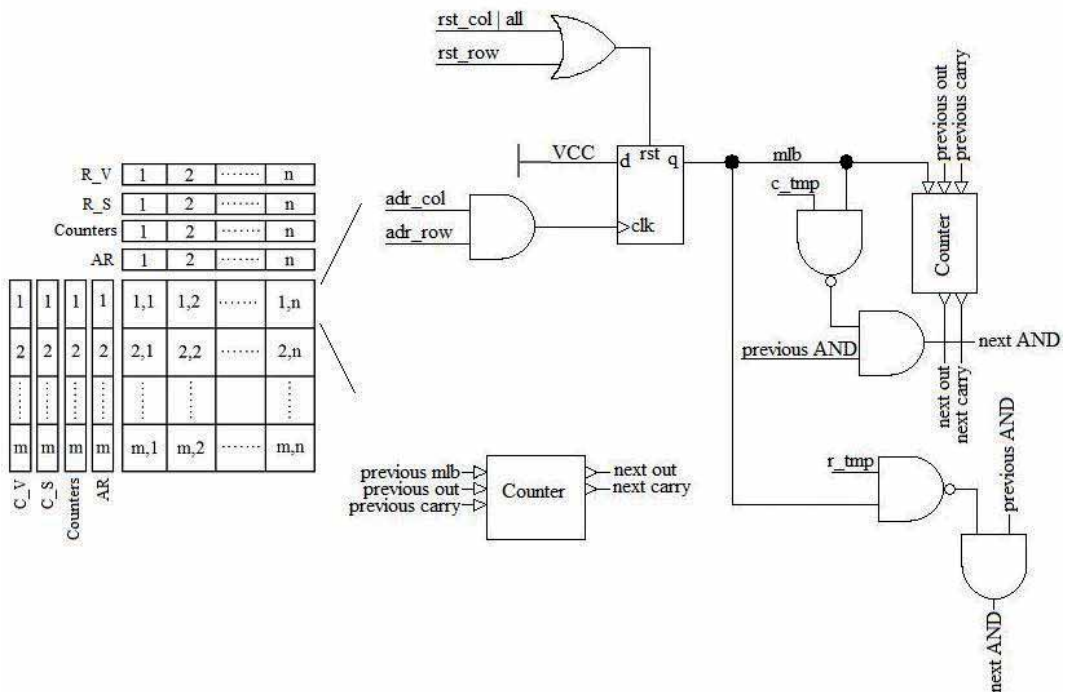 rst_col | all
rst_row
VCC
d rst q
clk
adr_col
adr_row
mlb
c_tmp
previous out
previous carry
Counter
previous AND
next AND
next out
next carry
r_tmp
previous AND
next AND
R_V 1 2 ....... n
R_S 1 2 ....... n
Counters 1 2 ....... n
AR 1 2 ....... n
1 1 1 1 1,1 1,2 ....... 1,n
2 2 2 2 2,1 2,2 ....... 2,n
m m m m m,1 m,2 ....... m,n
C_V
C_S
Counters
AR
previous mlb
previous out
previous carry
Counter
next out
next carry